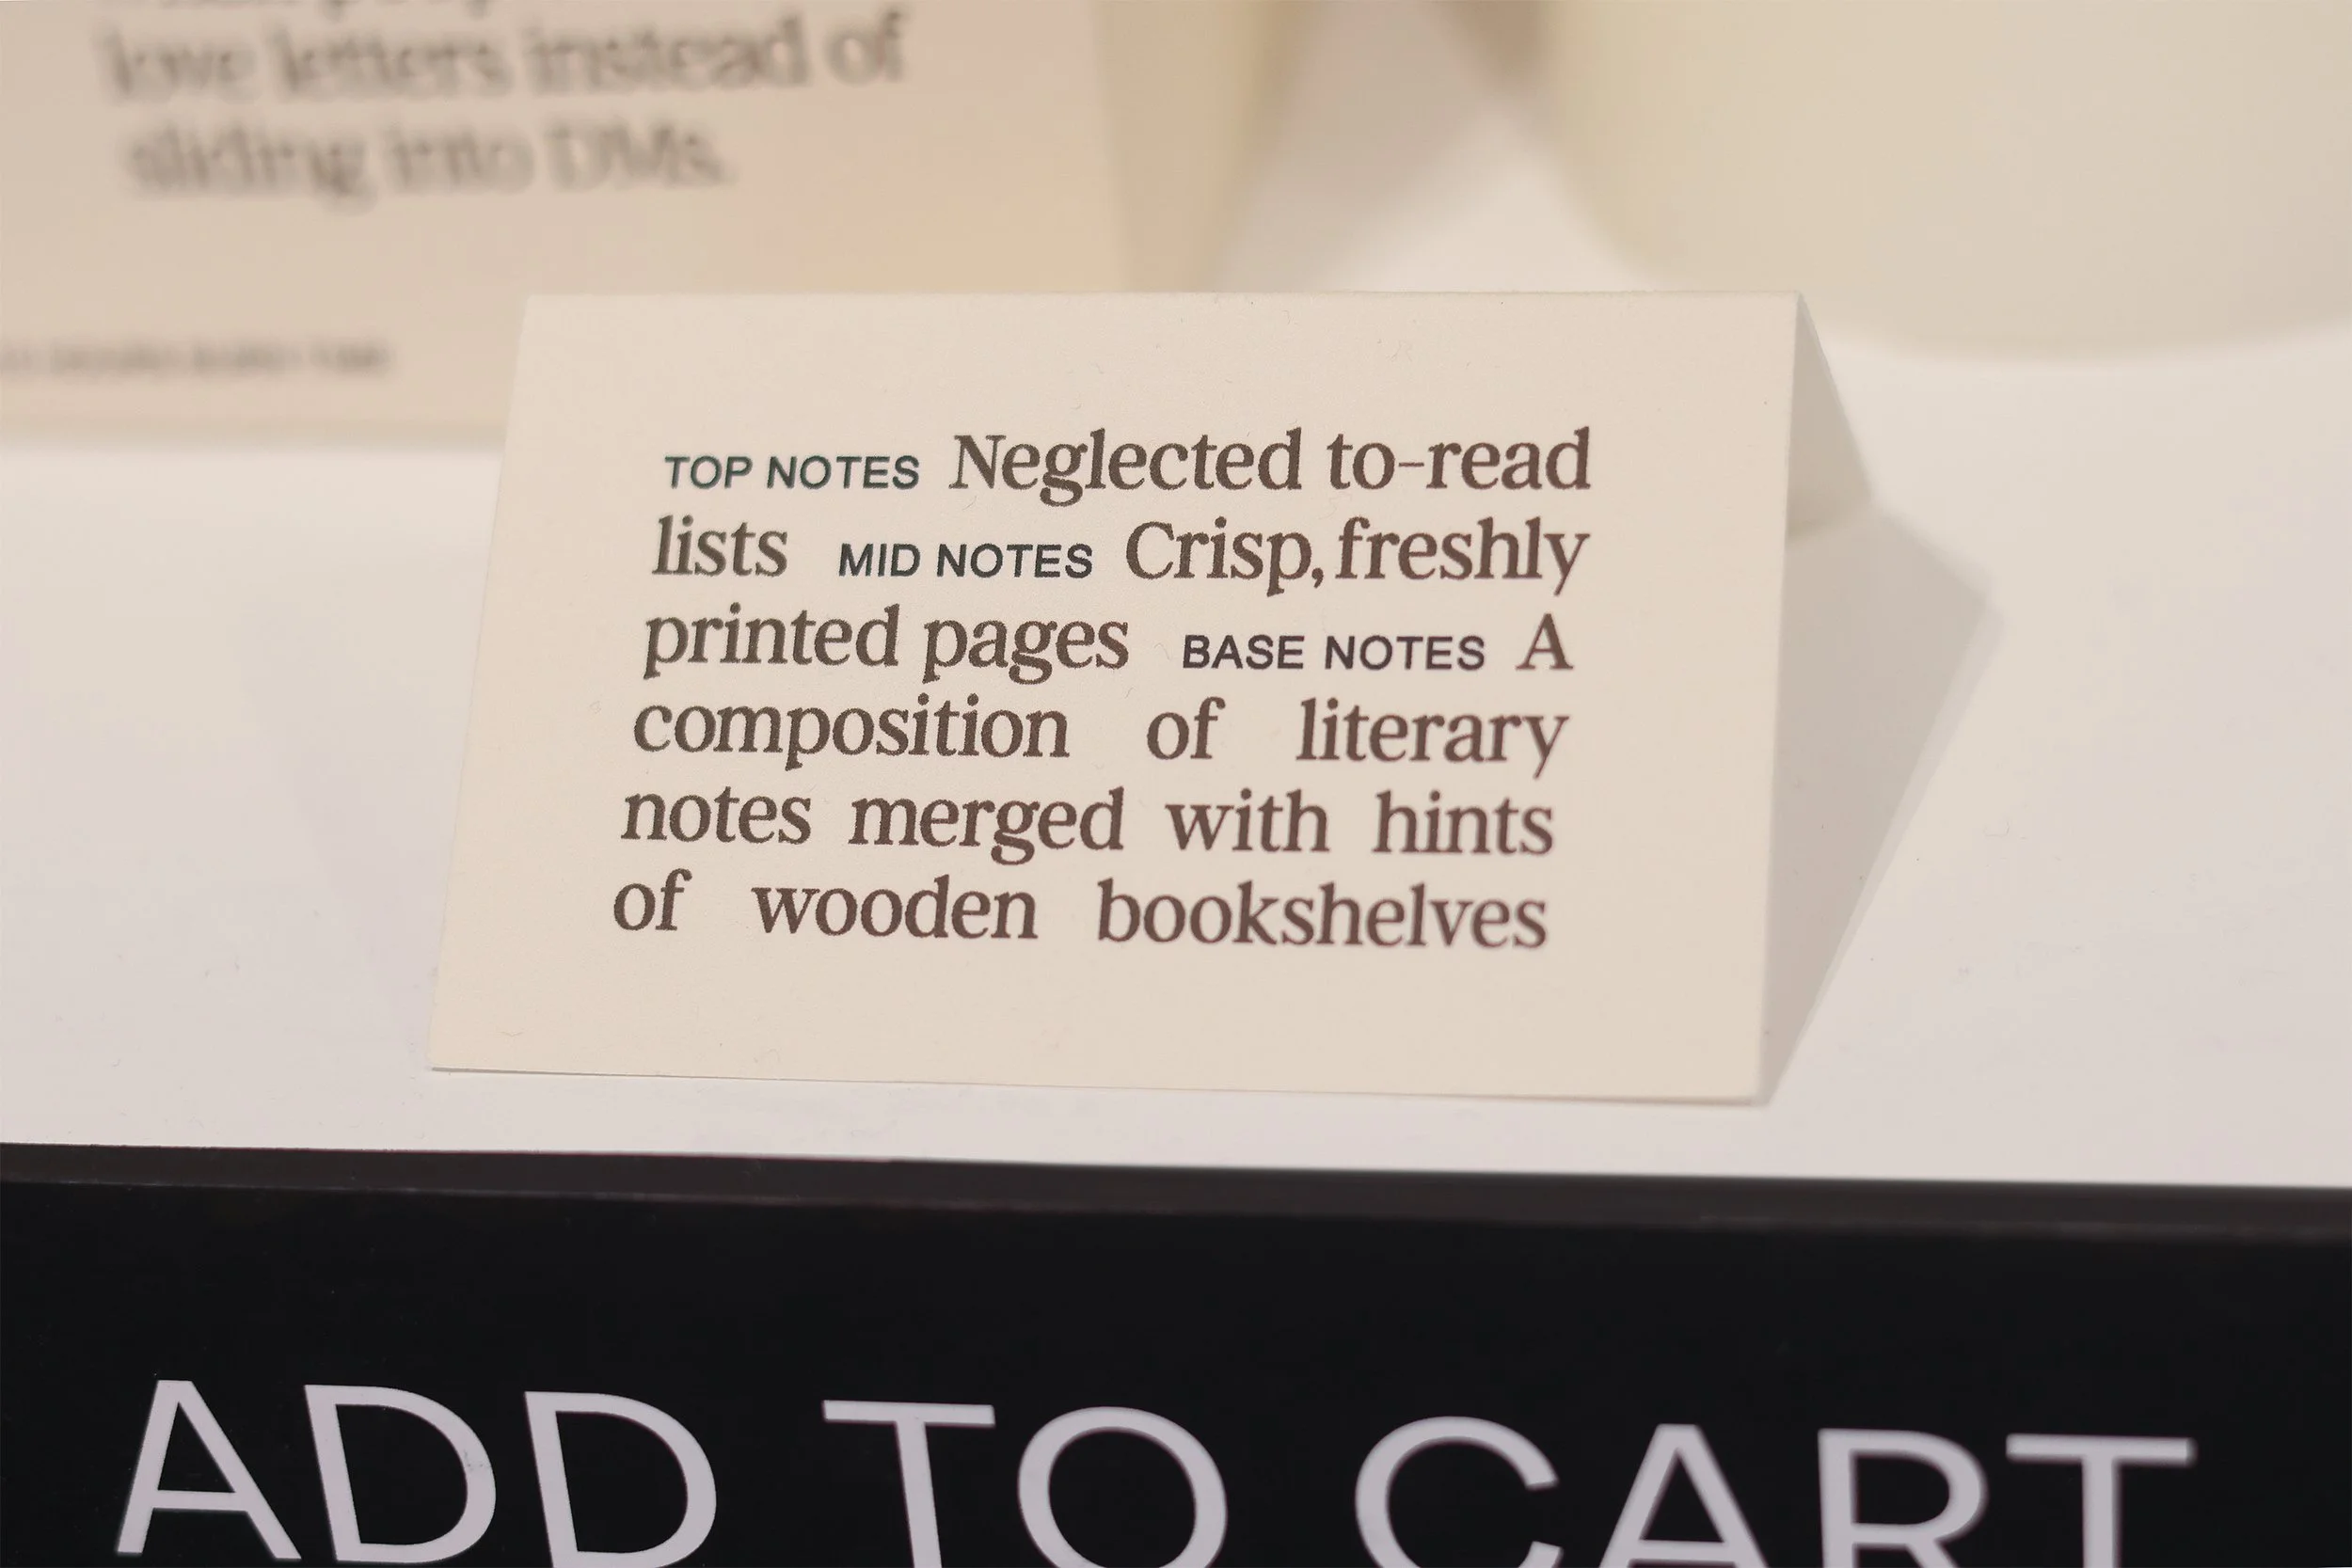 love letters instead of
sliding into DMs.
TOP NOTES Neglected to-read
lists MID NOTES Crisp, freshly
printed pages BASE NOTES A
composition of literary
notes merged with hints
of wooden bookshelves
ADD TO CART